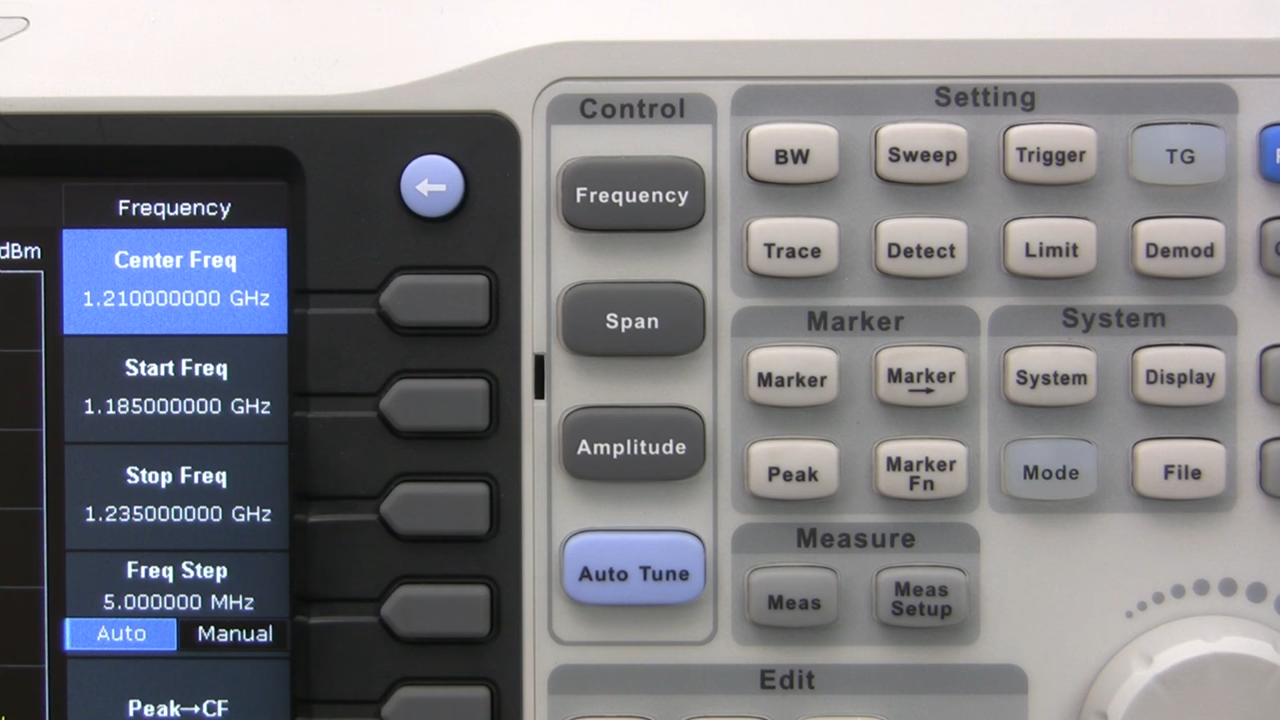 dBm
Frequency
Center Freq
1.210000000 GHz
Start Freq
1.185000000 GHz
Stop Freq
1.235000000 GHz
Freq Step
5.000000 MHz
Auto Manual
Peak→CF
Control
Frequency
Span
Amplitude
Auto Tune
Setting
BW Sweep Trigger TG
Trace Detect Limit Demod
Marker
Marker Marker→
Peak Marker Fn
System
System Display
Mode File
Measure
Meas Meas Setup
Edit